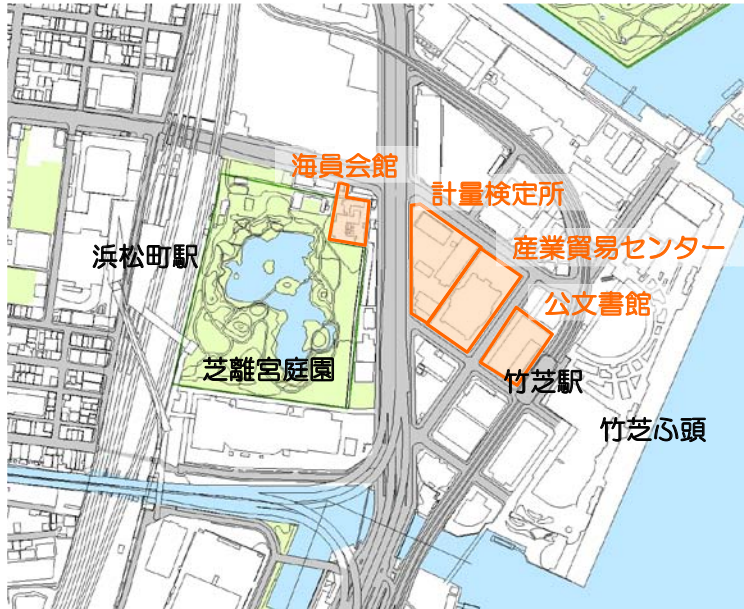 海員会館
計量検定所
産業貿易センター
浜松町駅
公文書館
芝離宮庭園
竹芝駅
竹芝ふ頭